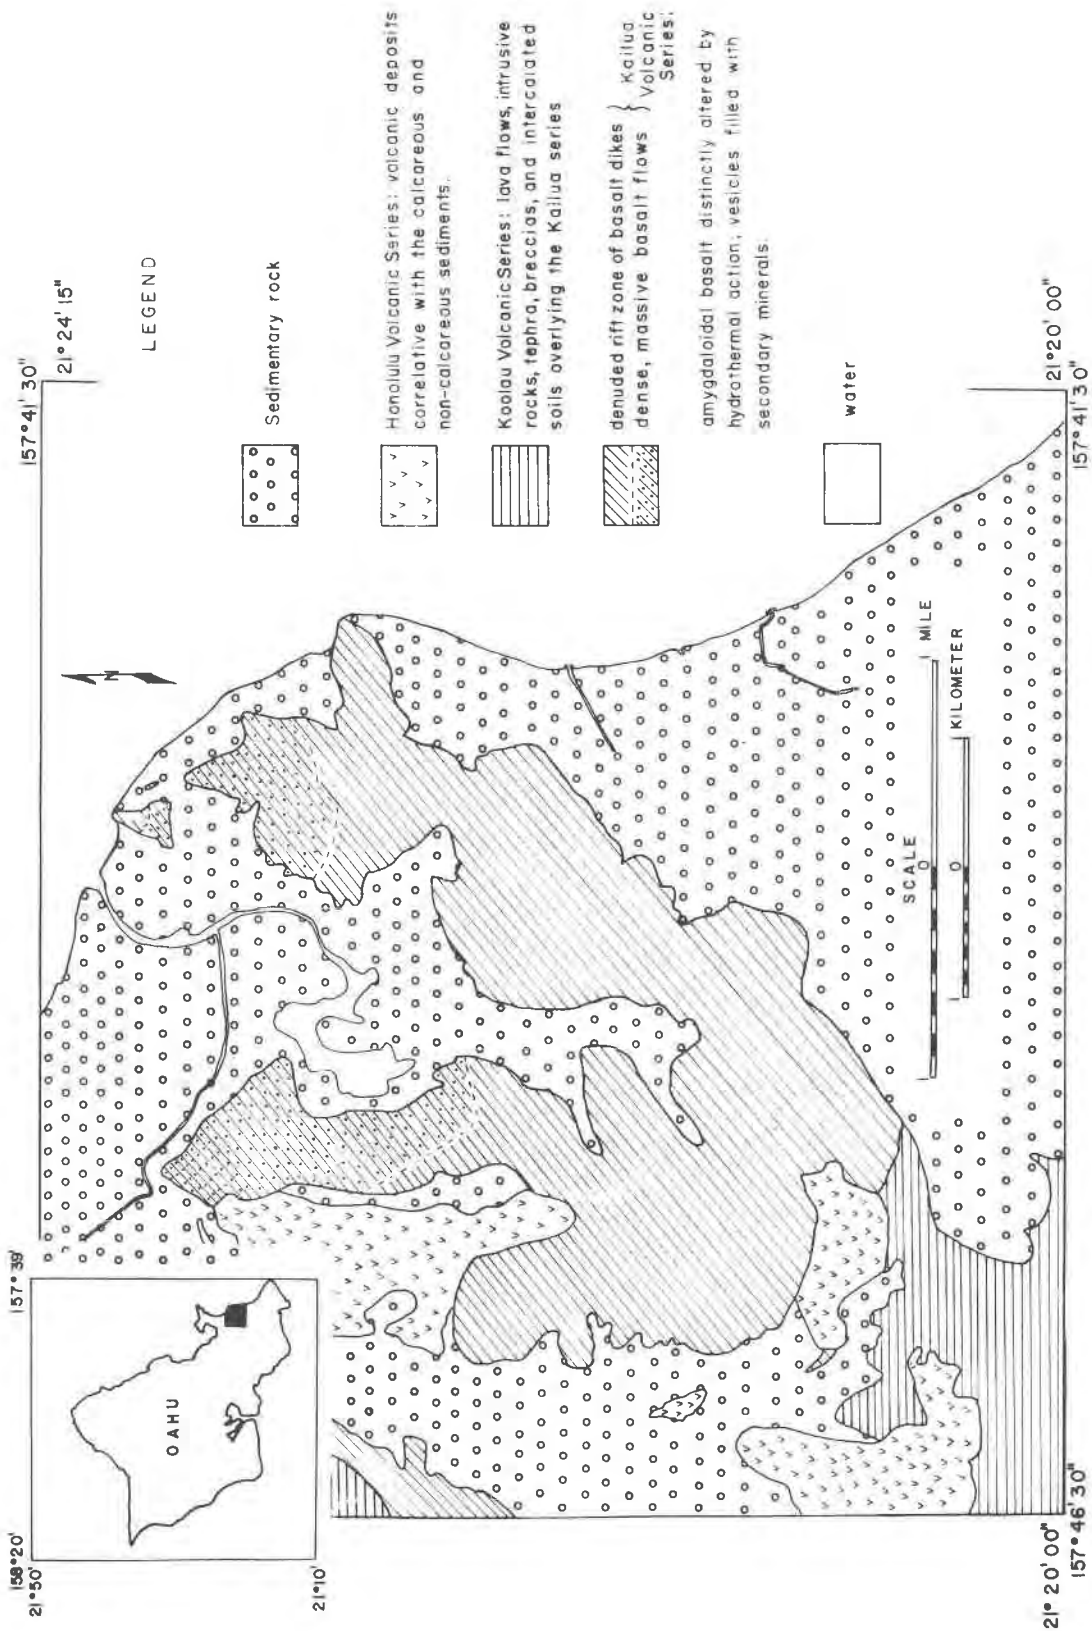 158°20'
157°39'
157°41'30"
21°50'
21°24'15"
OAHU
21°10'
N
LEGEND
Sedimentary rock
Honolulu Volcanic Series: volcanic deposits
correlative with the calcareous and
non-calcareous sediments.
Koolau Volcanic Series: lava flows, intrusive
rocks, tephra, breccias, and intercalated
soils overlying the Kailua series
denuded rift zone of basalt dikes } Kailua
dense, massive basalt flows } Volcanic
Series:
amygdaloidal basalt distinctly altered by
hydrothermal action; vesicles filled with
secondary minerals:
water
SCALE
1 0 1 MILE
1 0 1 KILOMETER
21°20'00"
157°46'30"
21°20'00"
157°41'30"